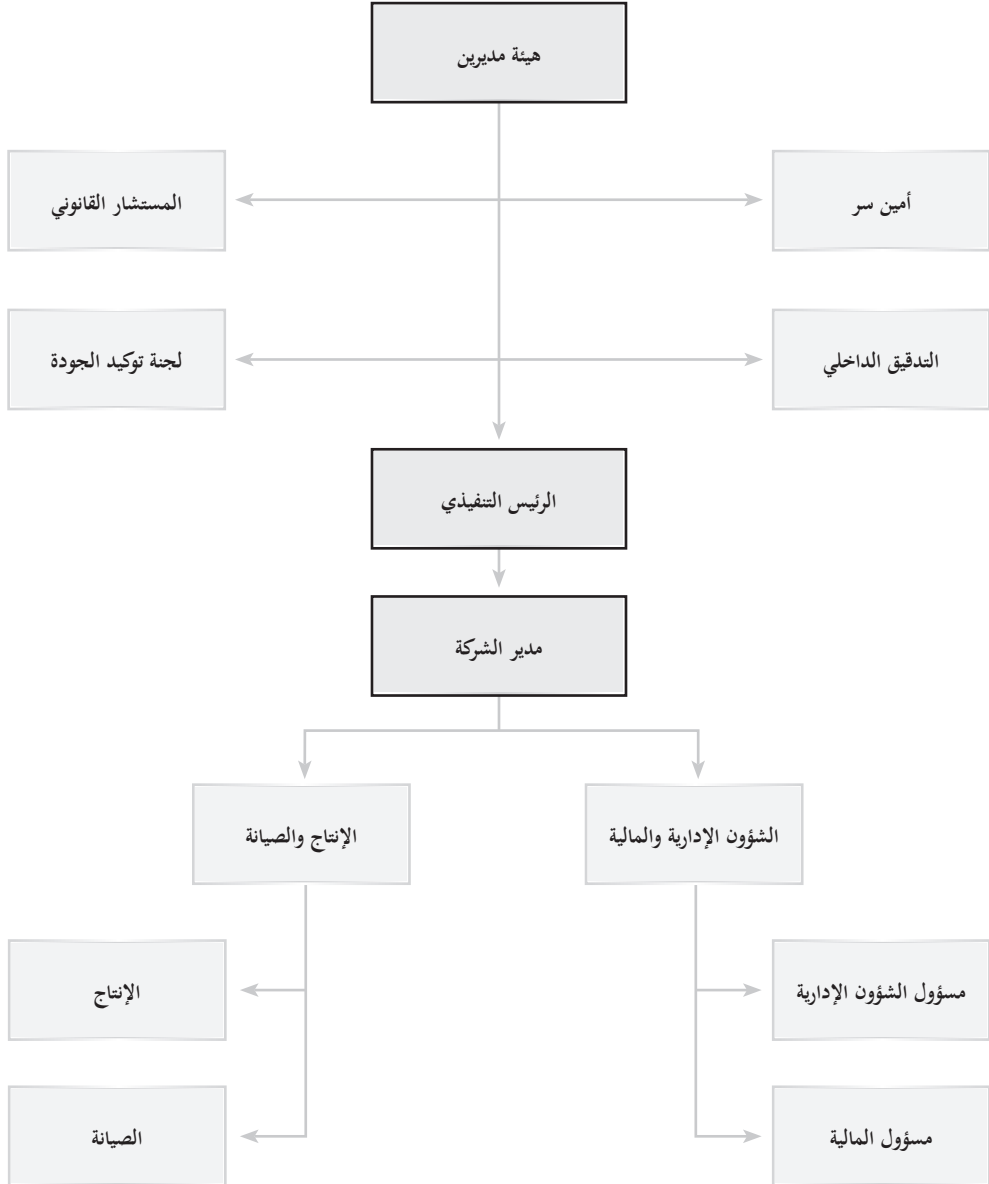 هيئة مديرين
أمين سر
المستشار القانوني
التدقيق الداخلي
لجنة توكيد الجودة
الرئيس التنفيذي
مدير الشركة
الشؤون الإدارية والمالية
الإنتاج والصيانة
مسؤول الشؤون الإدارية
الإنتاج
مسؤول المالية
الصيانة